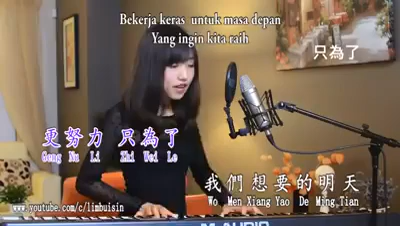 Bekerja keras untuk masa depan
Yang ingin kita raih
只為了
更努力 只為了
Geng Nu Li Zhi Wei Le
我們想要的明天
Wo Men Xiang Yao De Ming Tian
www.youtube.com/c/limbuisin
M-AUDIO